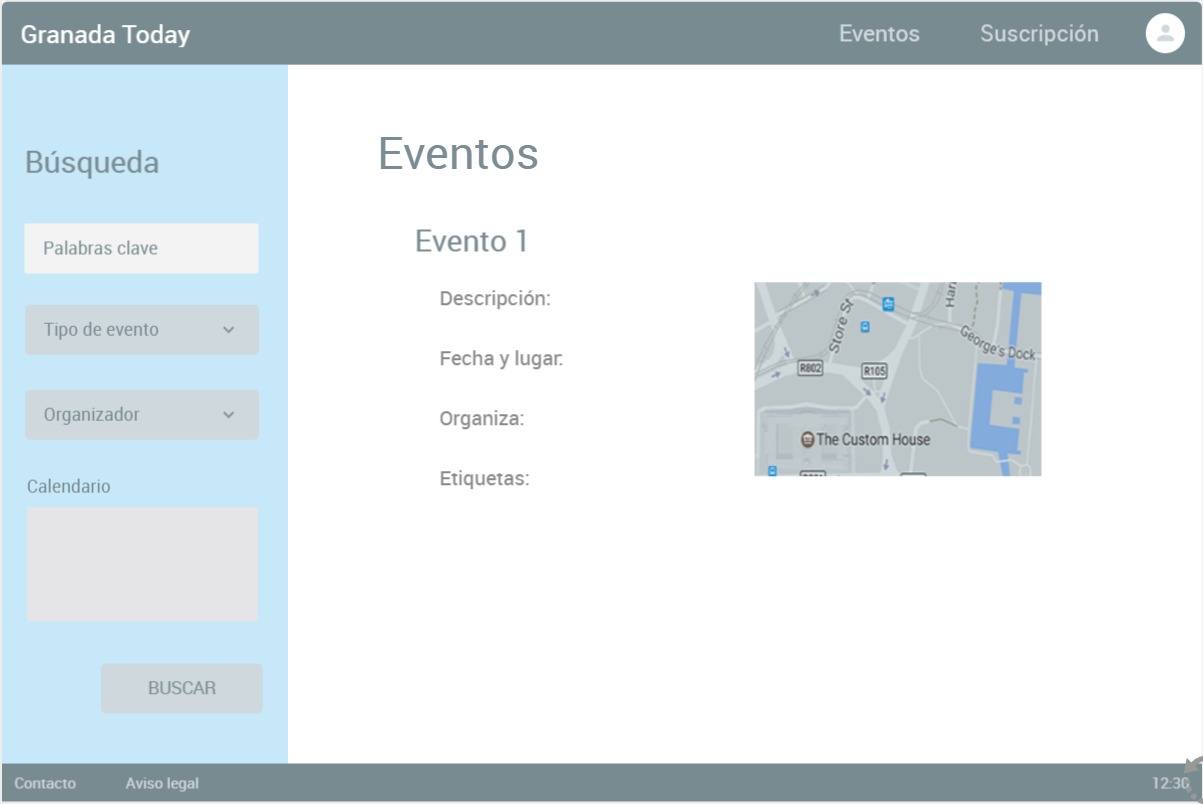 Granada Today
Eventos
Suscripción
Búsqueda
Palabras clave
Tipo de evento
Organizador
Calendario
BUSCAR
Eventos
Evento 1
Descripción:
Fecha y lugar:
Organiza:
Etiquetas:
Store St
George's Dock
R802
R105
The Custom House
Contacto
Aviso legal
12:30